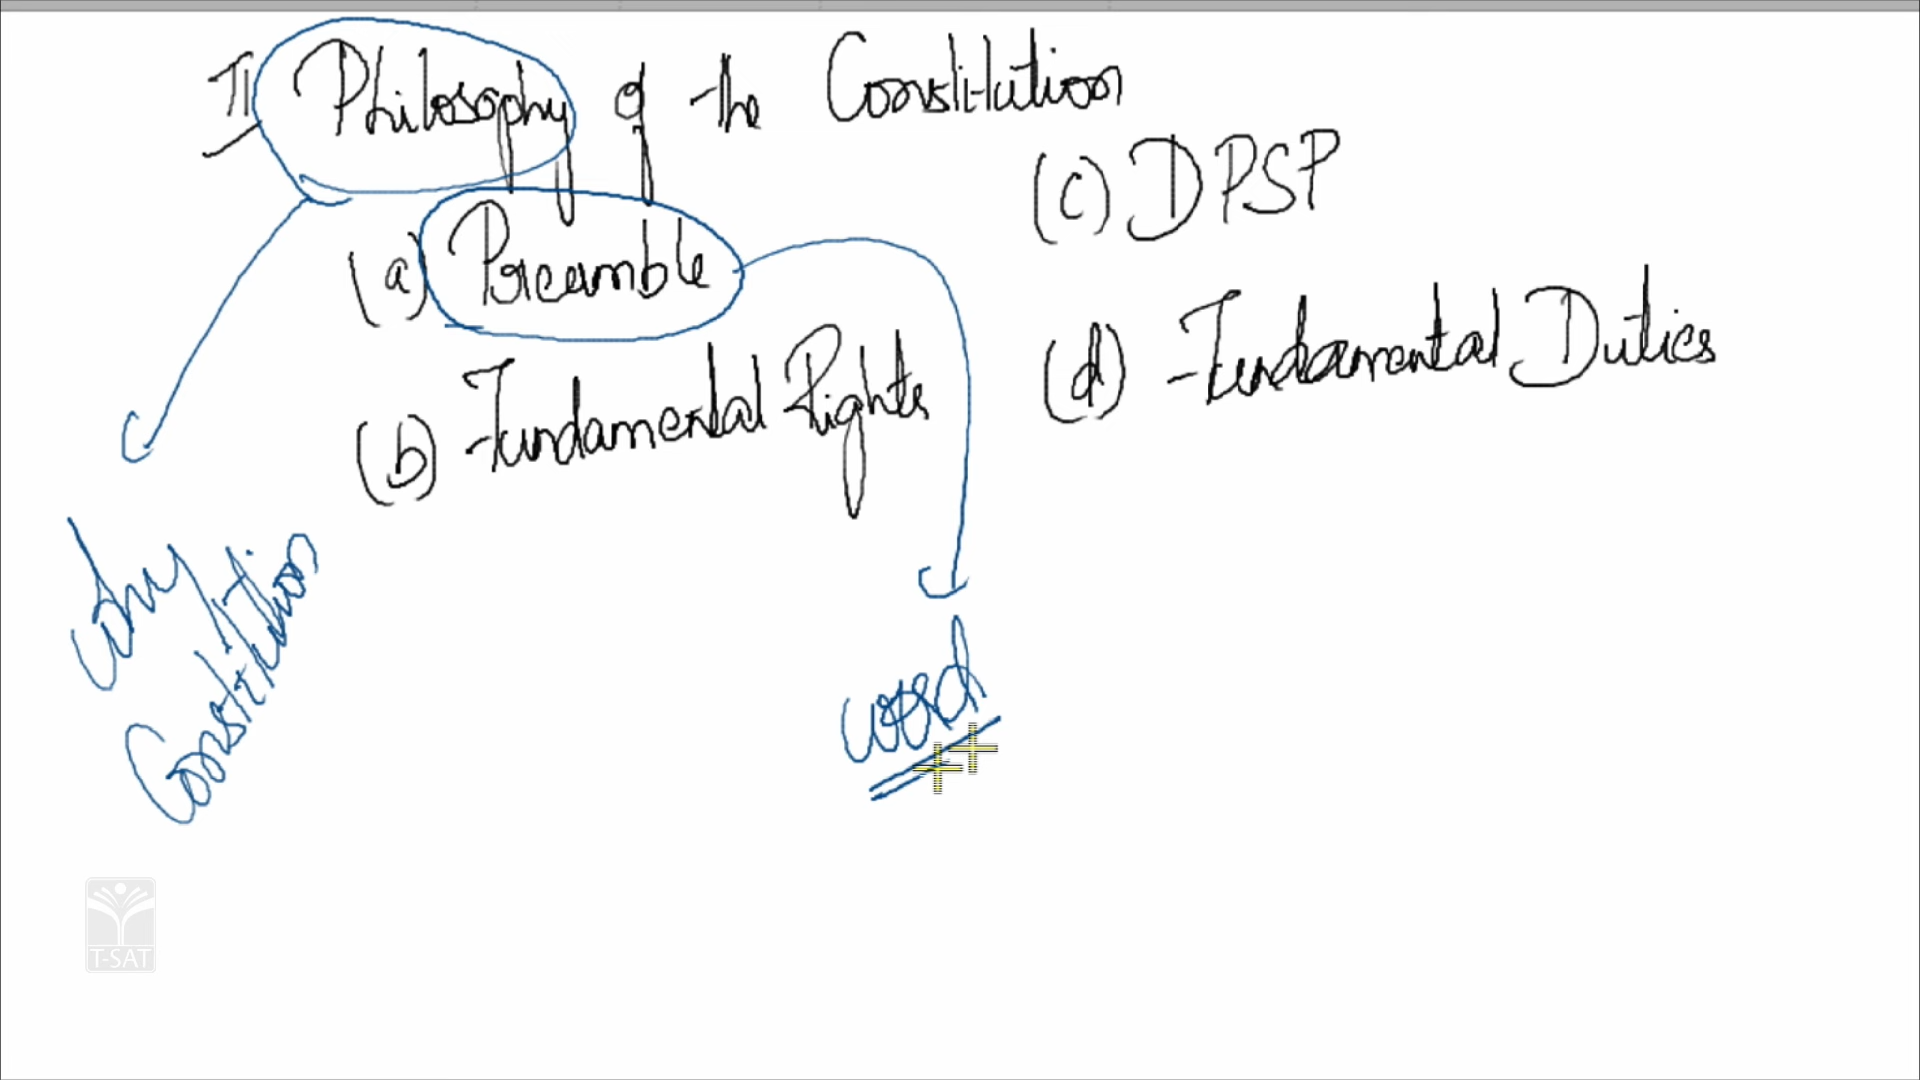 II Philosophy of the Constitution
(a) Preamble
(b) Fundamental Rights
(c) DPSP
(d) Fundamental Duties
why
Constitution
word
T-SAT